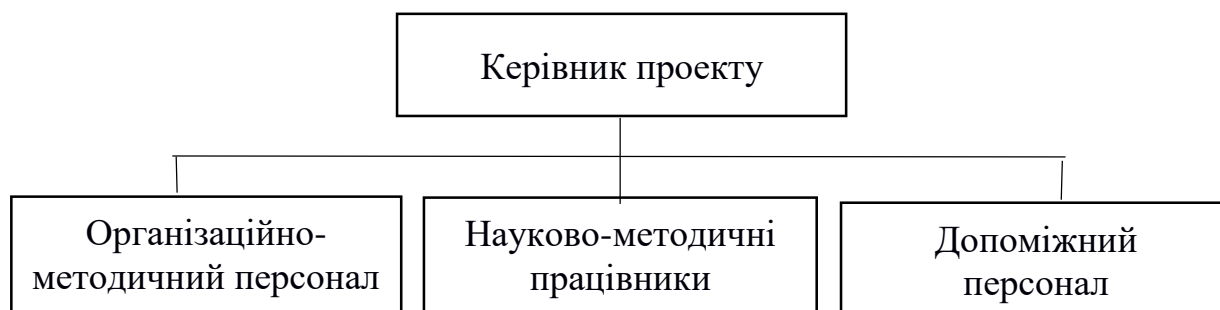 Керівник проекту
Організаційно-
методичний персонал
Науково-методичні
працівники
Допоміжний
персонал